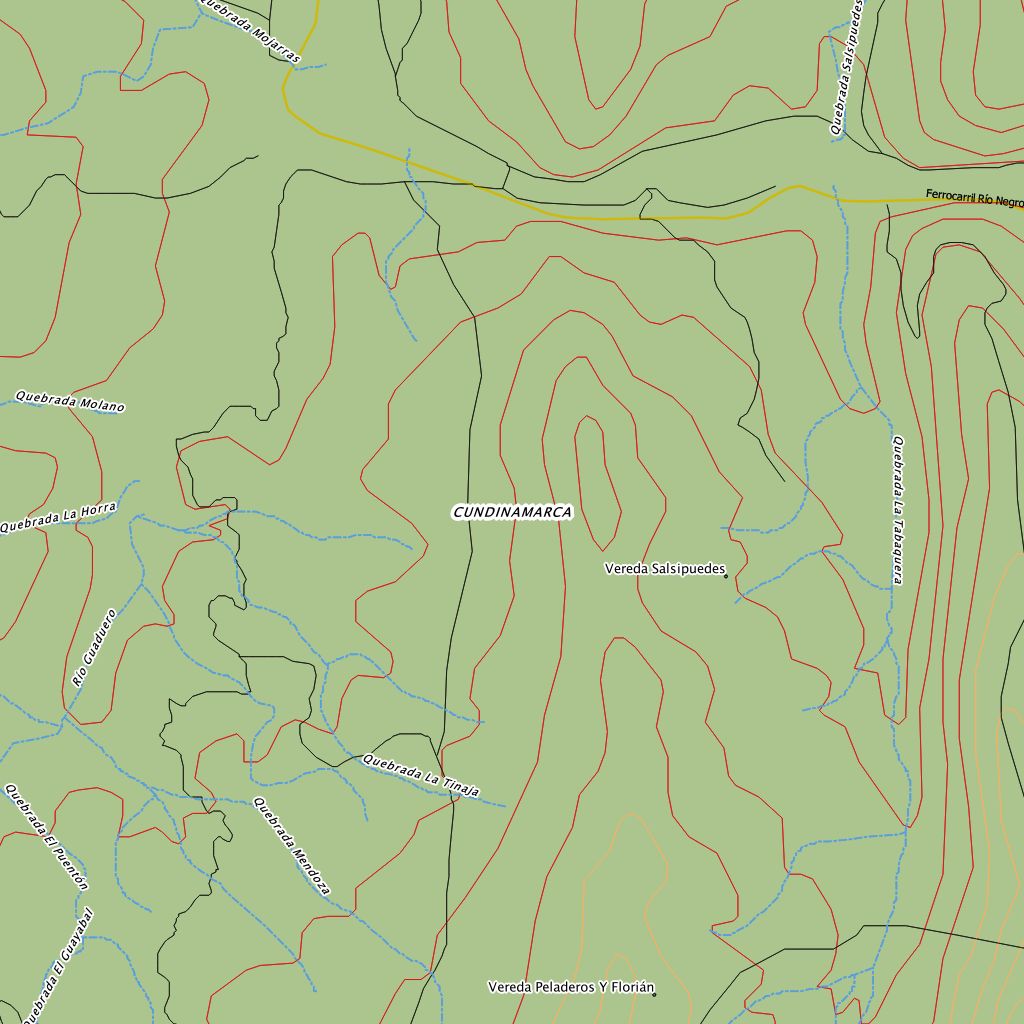 Quebrada Mojarras
Quebrada Salsipuedes
Ferrocarril Río Negro
Quebrada Molano
Quebrada La Horra
CUNDINAMARCA
Quebrada La Tabaquera
Vereda Salsipuedes
Río Guaduero
Quebrada La Tinaja
Quebrada El Puentón
Quebrada Mendoza
Quebrada El Guayabal
Vereda Peladeros Y Florián